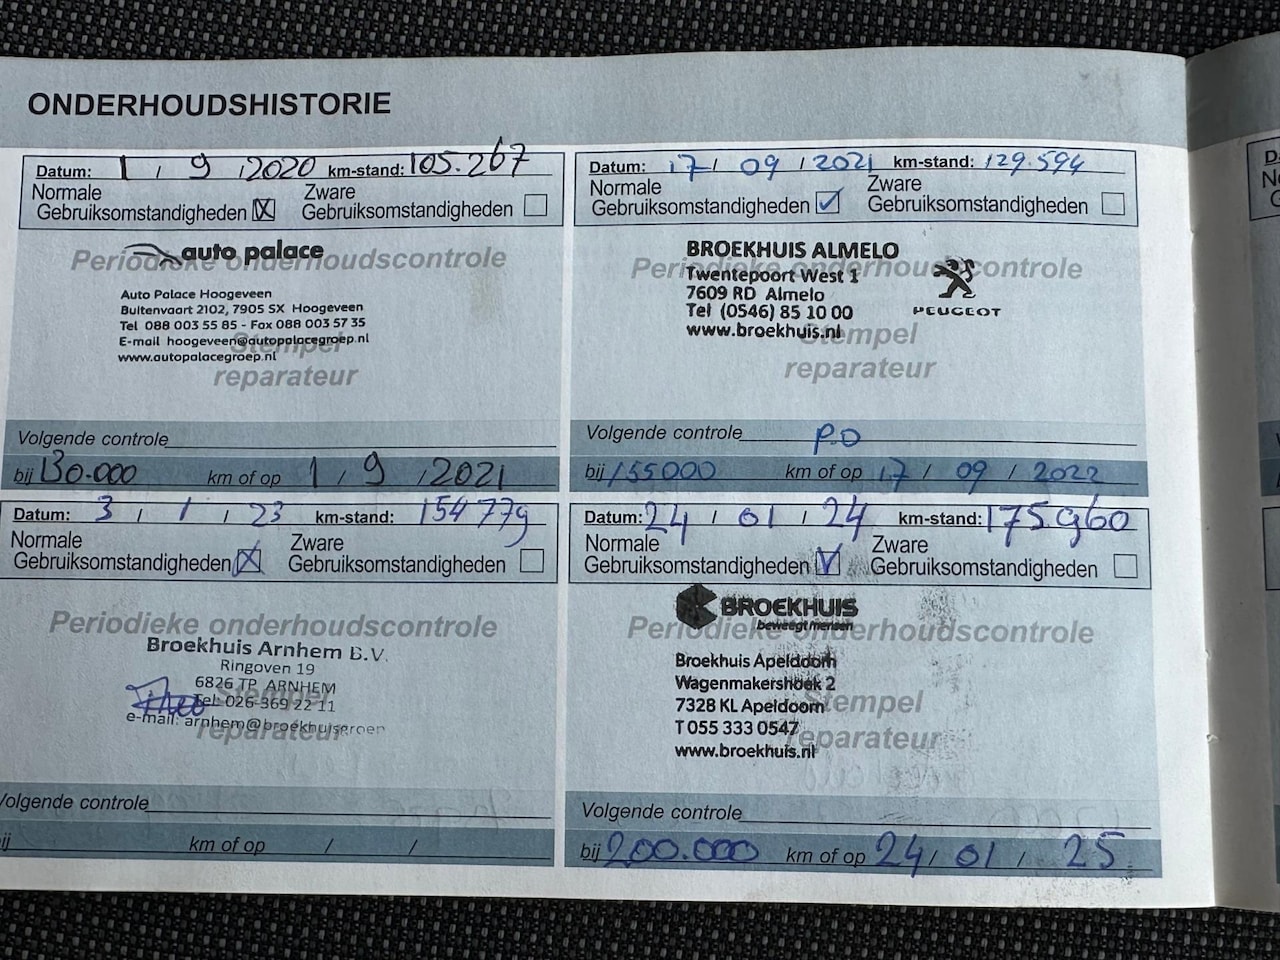 ONDERHOUDSHISTORIE
Datum: 1 / 9 / 2020 km-stand: 105.267
Normale Gebruiksomstandigheden
Zware Gebruiksomstandigheden
Periodieke onderhoudscontrole
auto palace
Auto Palace Hoogeveen
Buitenvaart 2102, 7905 SX Hoogeveen
Tel 088 003 55 85 - Fax 088 003 57 35
E-mail hoogeveen@autopalacegroep.nl
www.autopalacegroep.nl
Stempel
reparateur
Volgende controle
bij 130.000 km of op 1 / 9 / 2021
Datum: 17 / 09 / 2021 km-stand: 129.594
Normale Gebruiksomstandigheden
Zware Gebruiksomstandigheden
Periodieke onderhoudscontrole
BROEKHUIS ALMELO
Twentepoort West 1
7609 RD Almelo
Tel (0546) 85 10 00
www.broekhuis.nl
PEUGEOT
Stempel
reparateur
Volgende controle P.O
bij 155000 km of op 17 / 09 / 2022
Datum: 3 / 1 / 23 km-stand: 154779
Normale Gebruiksomstandigheden
Zware Gebruiksomstandigheden
Periodieke onderhoudscontrole
Broekhuis Arnhem B.V.
Ringoven 19
6826 TP ARNHEM
Tel: 026-369 22 11
e-mail: arnhem@broekhuisgroep
Stempel
reparateur
Volgende controle
bij km of op / /
Datum: 24 / 01 / 24 km-stand: 175960
Normale Gebruiksomstandigheden
Zware Gebruiksomstandigheden
Periodieke onderhoudscontrole
BROEKHUIS
beweegt mensen
Broekhuis Apeldoorn
Wagenmakershoek 2
7328 KL Apeldoorn
T 055 333 0547
www.broekhuis.nl
Stempel
reparateur
Volgende controle
bij 200.000 km of op 24 / 01 / 25